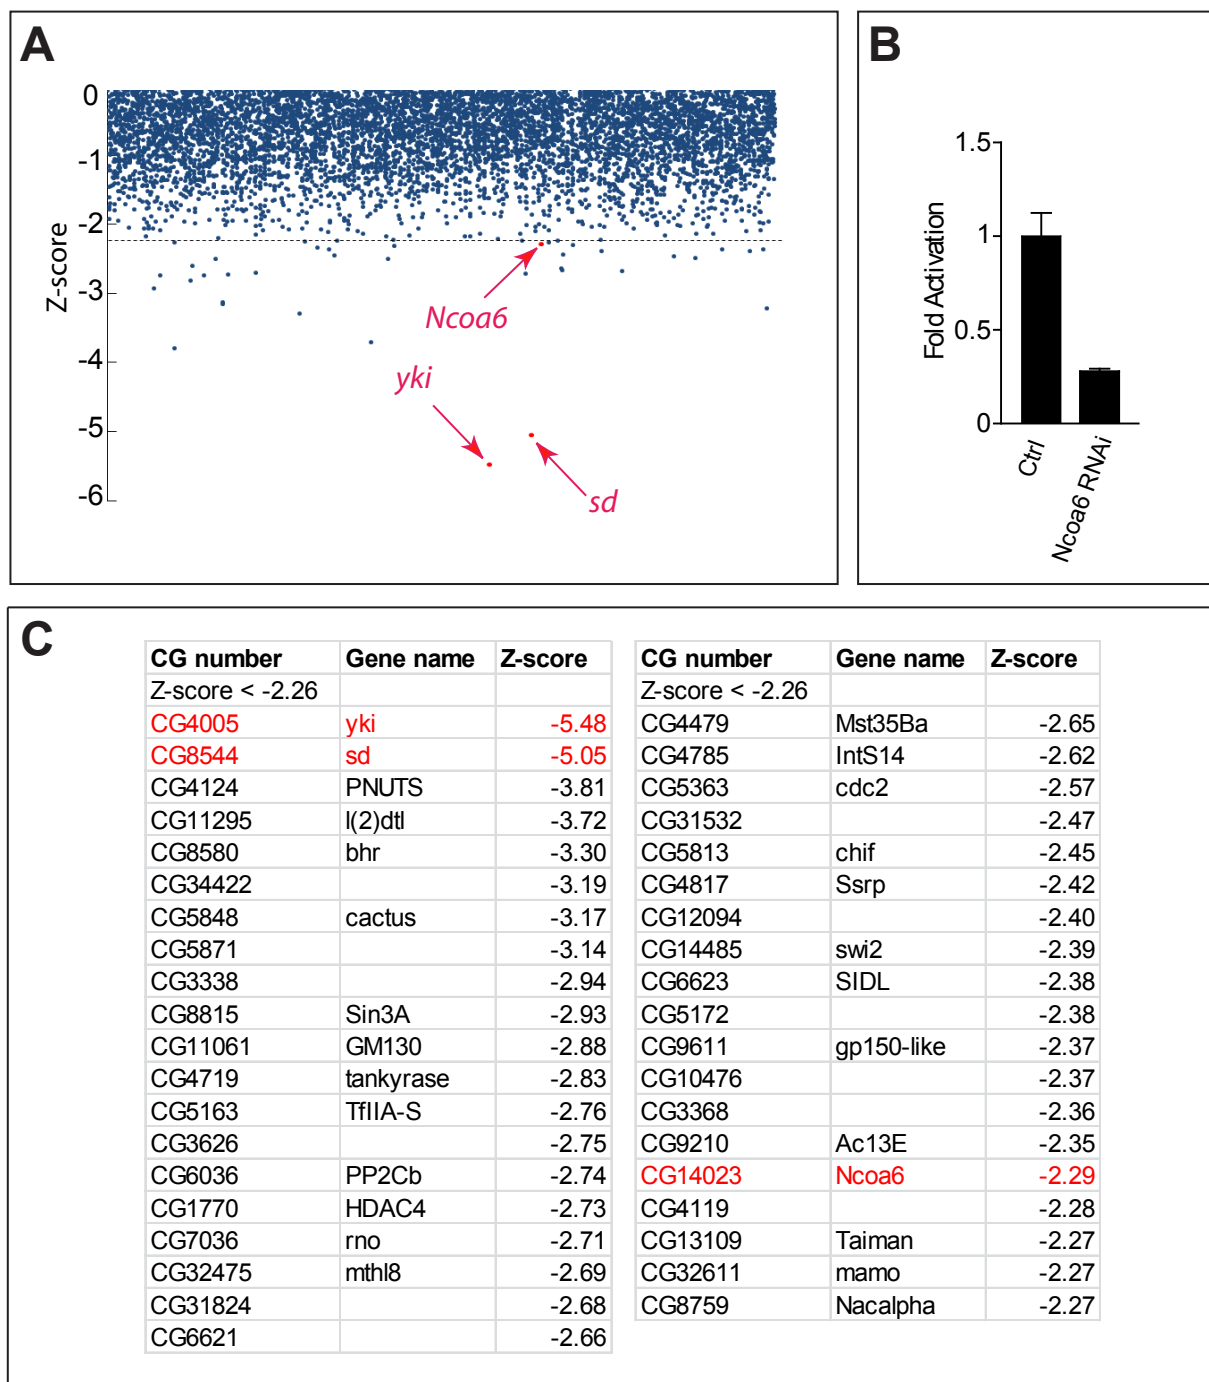 A
0
-1
-2
-3
-4
-5
-6
Z-score
Ncoa6
yki
sd
B
1.5
1
0.5
0
Fold Activation
Ctrl
Ncoa6 RNAi
C
CG number Gene name Z-score
Z-score < -2.26
CG4005 yki -5.48
CG8544 sd -5.05
CG4124 PNUTS -3.81
CG11295 l(2)dtl -3.72
CG8580 bhr -3.30
CG34422 -3.19
CG5848 cactus -3.17
CG5871 -3.14
CG3338 -2.94
CG8815 Sin3A -2.93
CG11061 GM130 -2.88
CG4719 tankyrase -2.83
CG5163 TfIIA-S -2.76
CG3626 -2.75
CG6036 PP2Cb -2.74
CG1770 HDAC4 -2.73
CG7036 rno -2.71
CG32475 mthl8 -2.69
CG31824 -2.68
CG6621 -2.66
CG number Gene name Z-score
Z-score < -2.26
CG4479 Mst35Ba -2.65
CG4785 IntS14 -2.62
CG5363 cdc2 -2.57
CG31532 -2.47
CG5813 chif -2.45
CG4817 Ssrp -2.42
CG12094 -2.40
CG14485 swi2 -2.39
CG6623 SIDL -2.38
CG5172 -2.38
CG9611 gp150-like -2.37
CG10476 -2.37
CG3368 -2.36
CG9210 Ac13E -2.35
CG14023 Ncoa6 -2.29
CG4119 -2.28
CG13109 Taiman -2.27
CG32611 mamo -2.27
CG8759 Nacalpha -2.27